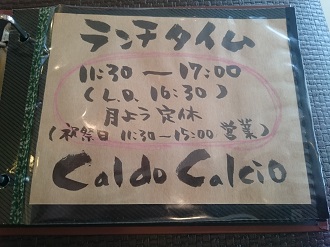 ランチタイム
11:30〜17:00
(L.O. 16:30)
月よう定休
(祝祭日 11:30〜15:00 営業)
Caldo Calcio